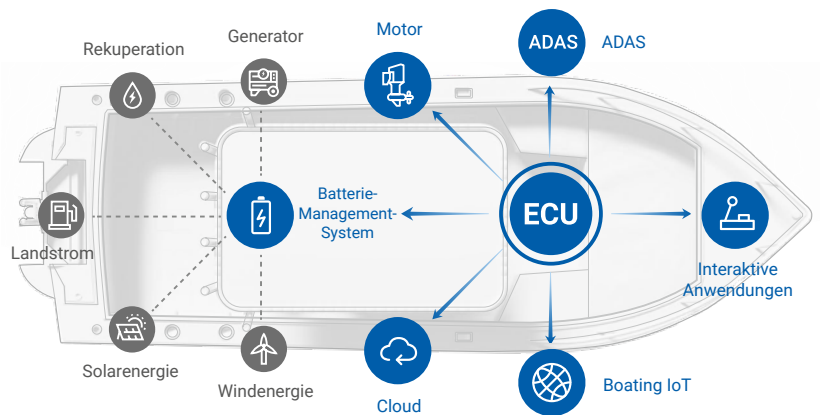 Rekuperation
Generator
Motor
ADAS
ADAS
Landstrom
Batterie-
Management-
System
ECU
Interaktive
Anwendungen
Solarenergie
Windenergie
Cloud
Boating IoT